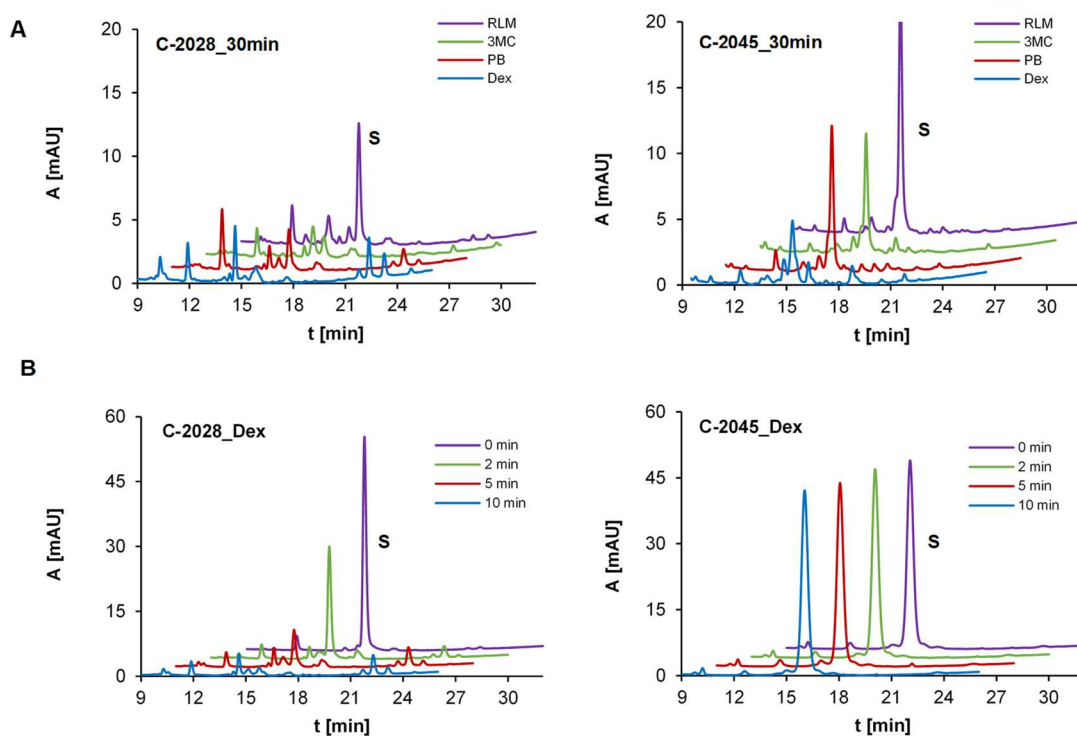 A
C-2028_30min
RLM
3MC
PB
Dex
S
A [mAU]
20
15
10
5
0
9 12 15 18 21 24 27 30
t [min]
C-2045_30min
RLM
3MC
PB
Dex
S
A [mAU]
20
15
10
5
0
9 12 15 18 21 24 27 30
t [min]
B
C-2028_Dex
0 min
2 min
5 min
10 min
S
A [mAU]
60
45
30
15
0
9 12 15 18 21 24 27 30
t [min]
C-2045_Dex
0 min
2 min
5 min
10 min
S
A [mAU]
60
45
30
15
0
9 12 15 18 21 24 27 30
t [min]